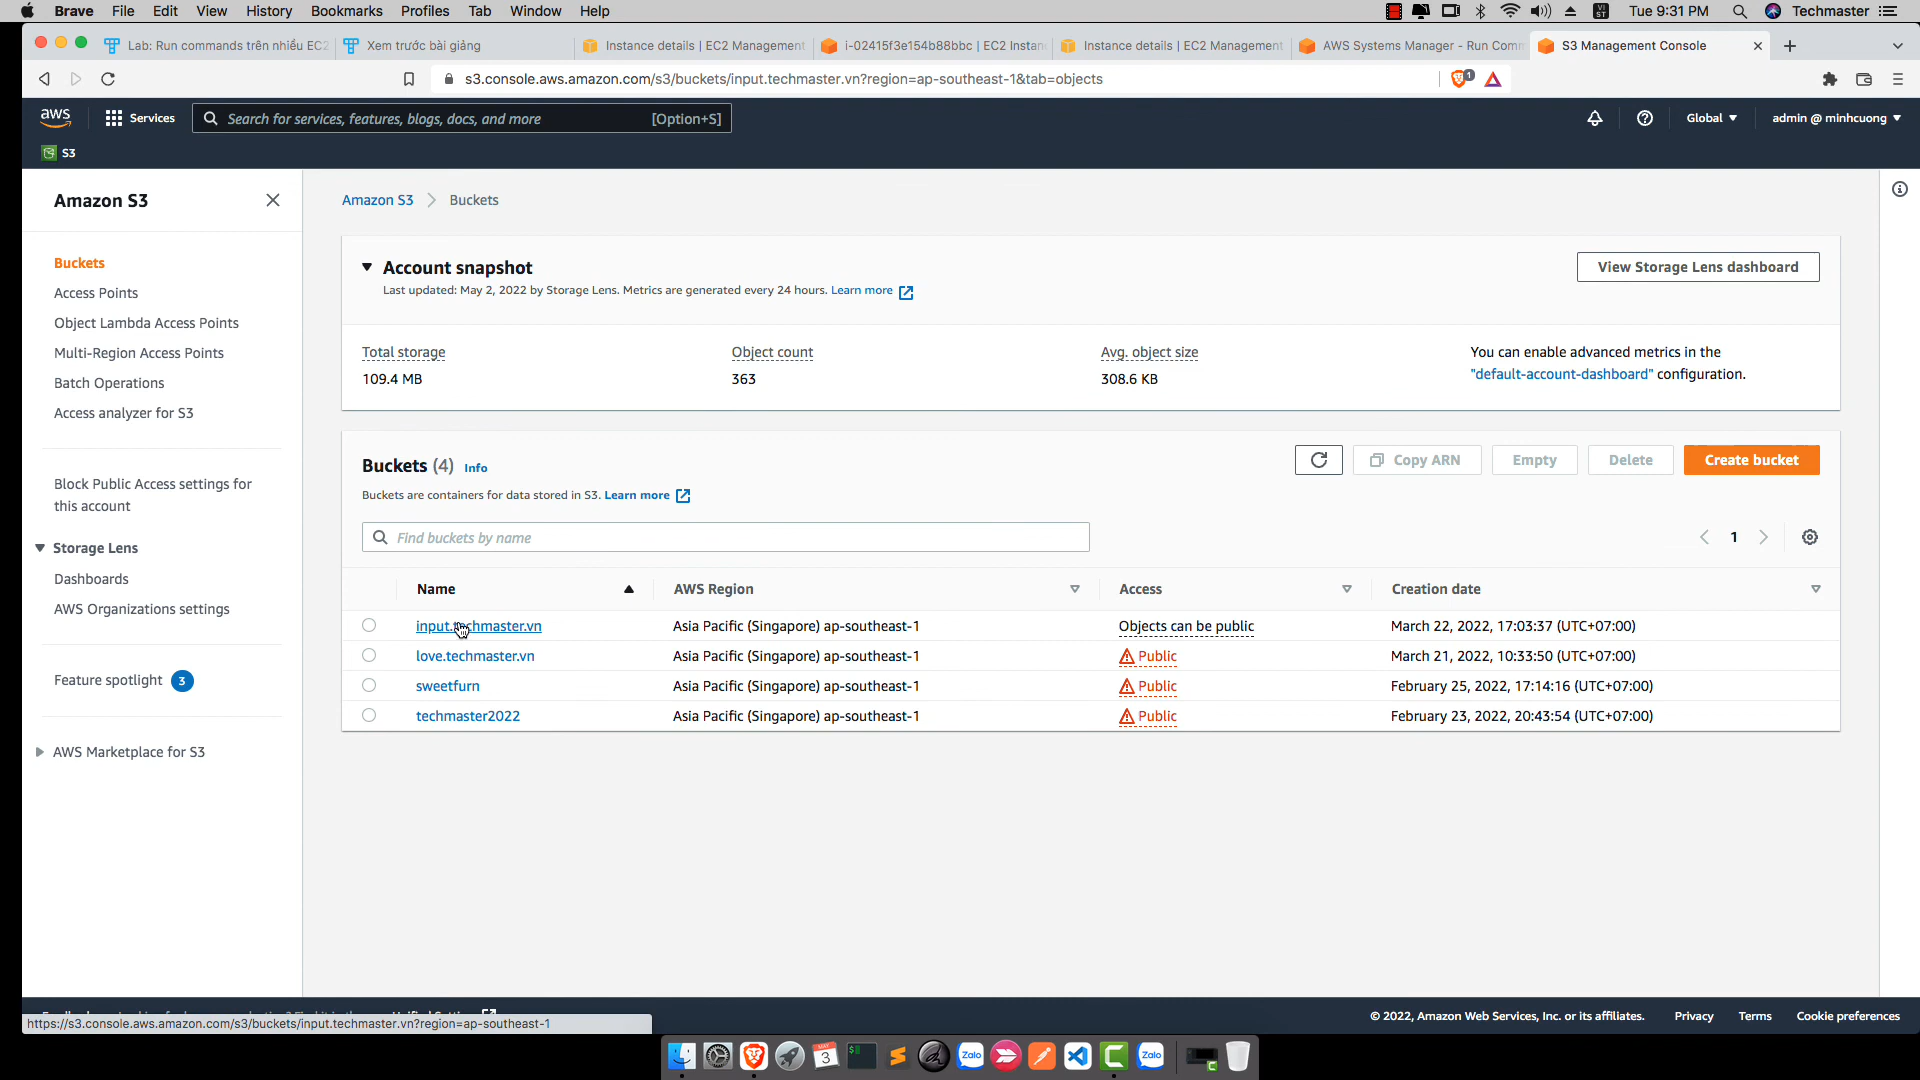 Brave File Edit View History Bookmarks Profiles Tab Window Help
VI ST Tue 9:31 PM Techmaster
Lab: Run commands trên nhiều EC2
Xem trước bài giảng
Instance details | EC2 Management
i-02415f3e154b88bbc | EC2 Instan
Instance details | EC2 Management
AWS Systems Manager - Run Comm
S3 Management Console
s3.console.aws.amazon.com/s3/buckets/input.techmaster.vn?region=ap-southeast-1&tab=objects
1
aws Services Search for services, features, blogs, docs, and more [Option+S] Global admin @ minhcuong
S3
Amazon S3
Buckets
Access Points
Object Lambda Access Points
Multi-Region Access Points
Batch Operations
Access analyzer for S3
Block Public Access settings for
this account
Storage Lens
Dashboards
AWS Organizations settings
Feature spotlight 3
AWS Marketplace for S3
Amazon S3 Buckets
Account snapshot
View Storage Lens dashboard
Last updated: May 2, 2022 by Storage Lens. Metrics are generated every 24 hours. Learn more
Total storage
109.4 MB
Object count
363
Avg. object size
308.6 KB
You can enable advanced metrics in the
"default-account-dashboard" configuration.
Buckets (4) Info
Copy ARN Empty Delete Create bucket
Buckets are containers for data stored in S3. Learn more
Find buckets by name
1
Name AWS Region Access Creation date
input.techmaster.vn Asia Pacific (Singapore) ap-southeast-1 Objects can be public March 22, 2022, 17:03:37 (UTC+07:00)
love.techmaster.vn Asia Pacific (Singapore) ap-southeast-1 Public March 21, 2022, 10:33:50 (UTC+07:00)
sweetfurn Asia Pacific (Singapore) ap-southeast-1 Public February 25, 2022, 17:14:16 (UTC+07:00)
techmaster2022 Asia Pacific (Singapore) ap-southeast-1 Public February 23, 2022, 20:43:54 (UTC+07:00)
© 2022, Amazon Web Services, Inc. or its affiliates. Privacy Terms Cookie preferences
https://s3.console.aws.amazon.com/s3/buckets/input.techmaster.vn?region=ap-southeast-1
MAY
3
$
Zalo
Zalo